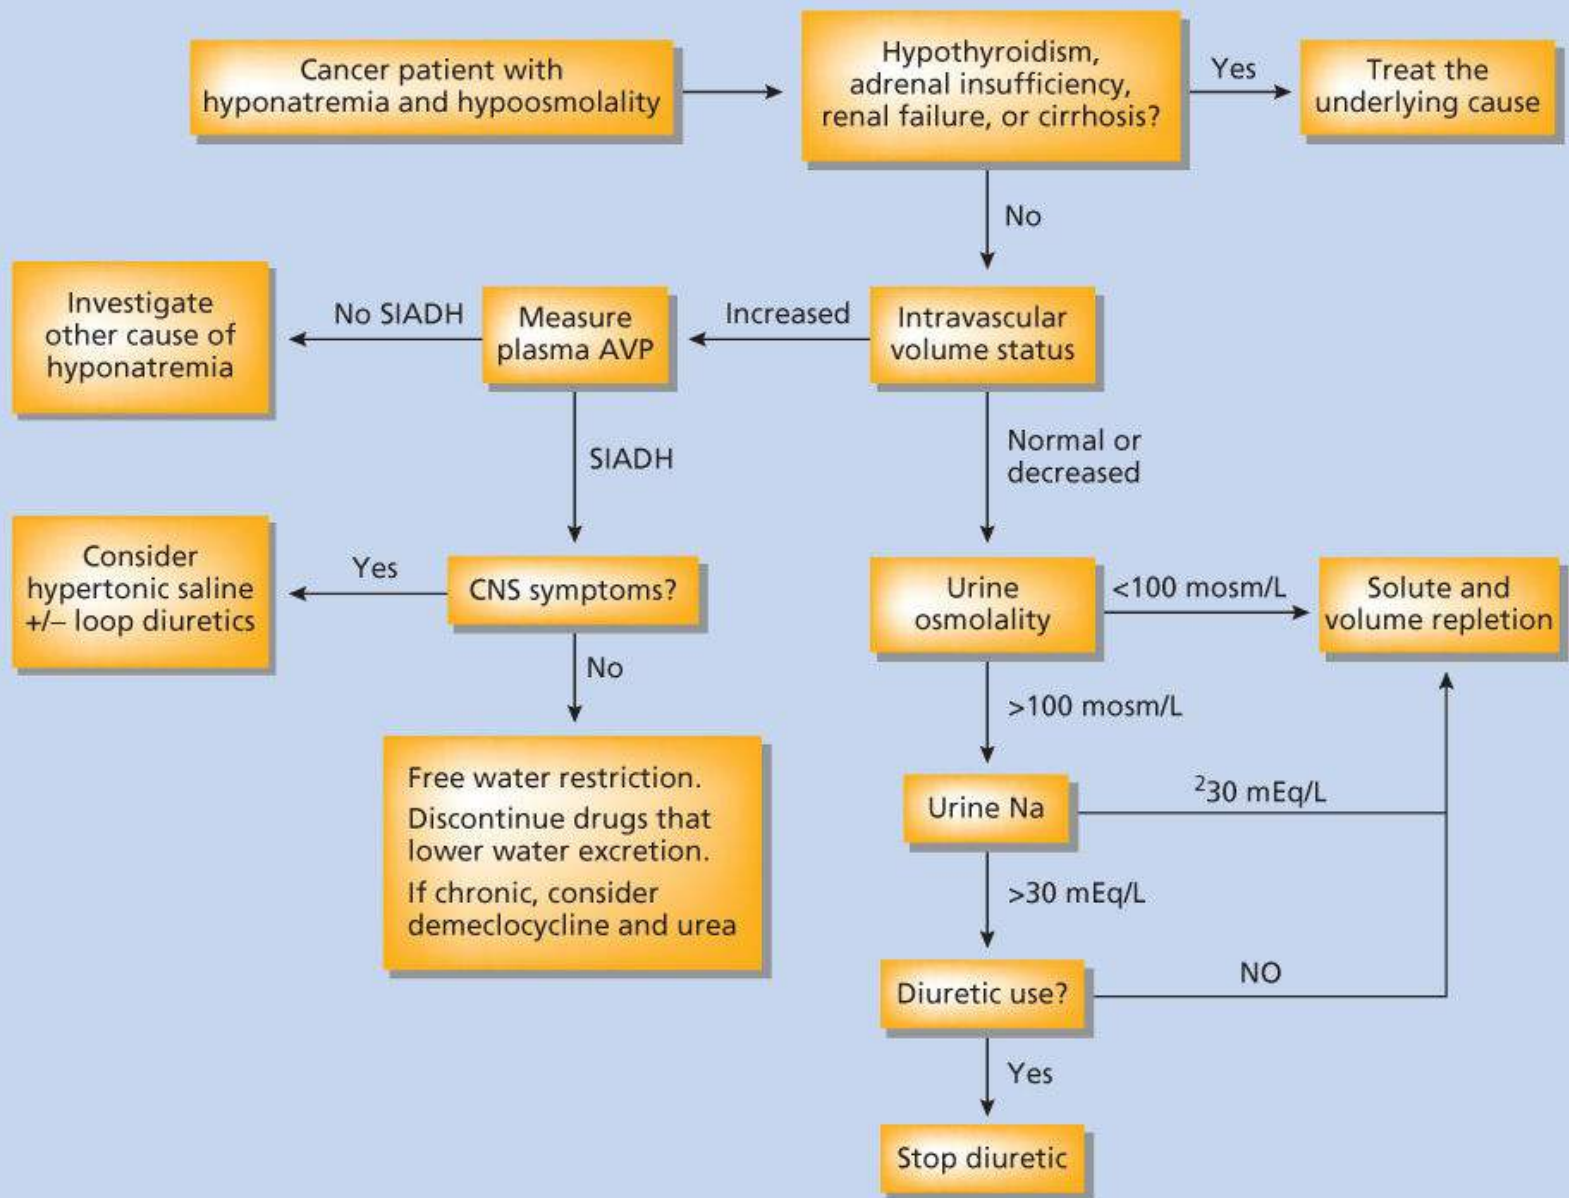 Cancer patient with
hyponatremia and hypoosmolality
Hypothyroidism,
adrenal insufficiency,
renal failure, or cirrhosis?
Yes
Treat the
underlying cause
No
Investigate
other cause of
hyponatremia
No SIADH
Measure
plasma AVP
Increased
Intravascular
volume status
SIADH
Normal or
decreased
Consider
hypertonic saline
+/– loop diuretics
Yes
CNS symptoms?
Urine
osmolality
<100 mosm/L
Solute and
volume repletion
No
>100 mosm/L
Free water restriction.
Discontinue drugs that
lower water excretion.
If chronic, consider
demeclocycline and urea
Urine Na
²30 mEq/L
>30 mEq/L
Diuretic use?
NO
Yes
Stop diuretic